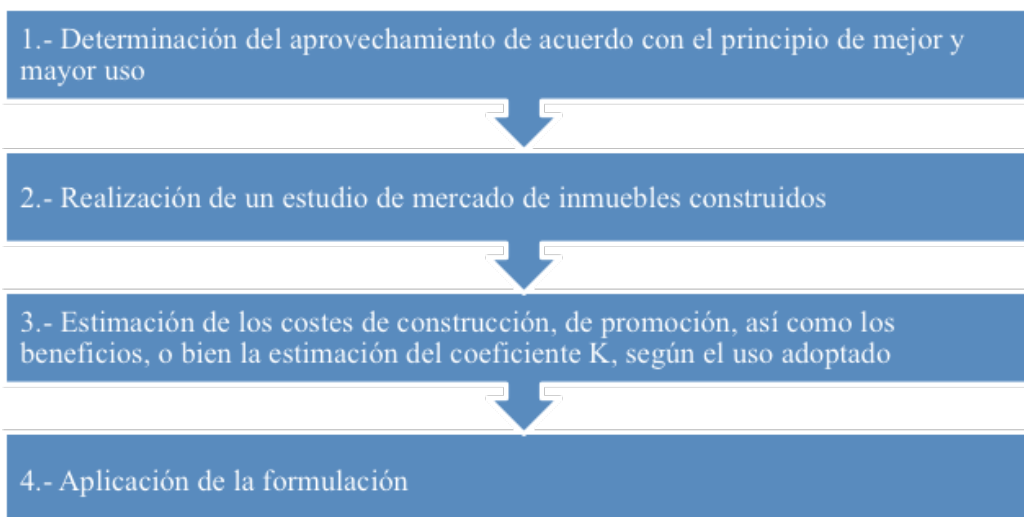 1.- Determinación del aprovechamiento de acuerdo con el principio de mejor y
mayor uso
2.- Realización de un estudio de mercado de inmuebles construidos
3.- Estimación de los costes de construcción, de promoción, así como los
beneficios, o bien la estimación del coeficiente K, según el uso adoptado
4.- Aplicación de la formulación